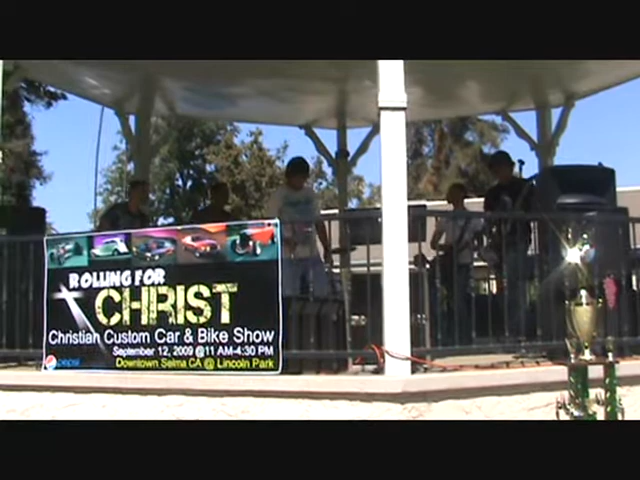 ROLLING FOR
CHRIST
Christian Custom Car & Bike Show
September 12, 2009 @11 AM-4:30 PM
pepsi
Downtown Selma CA @ Lincoln Park